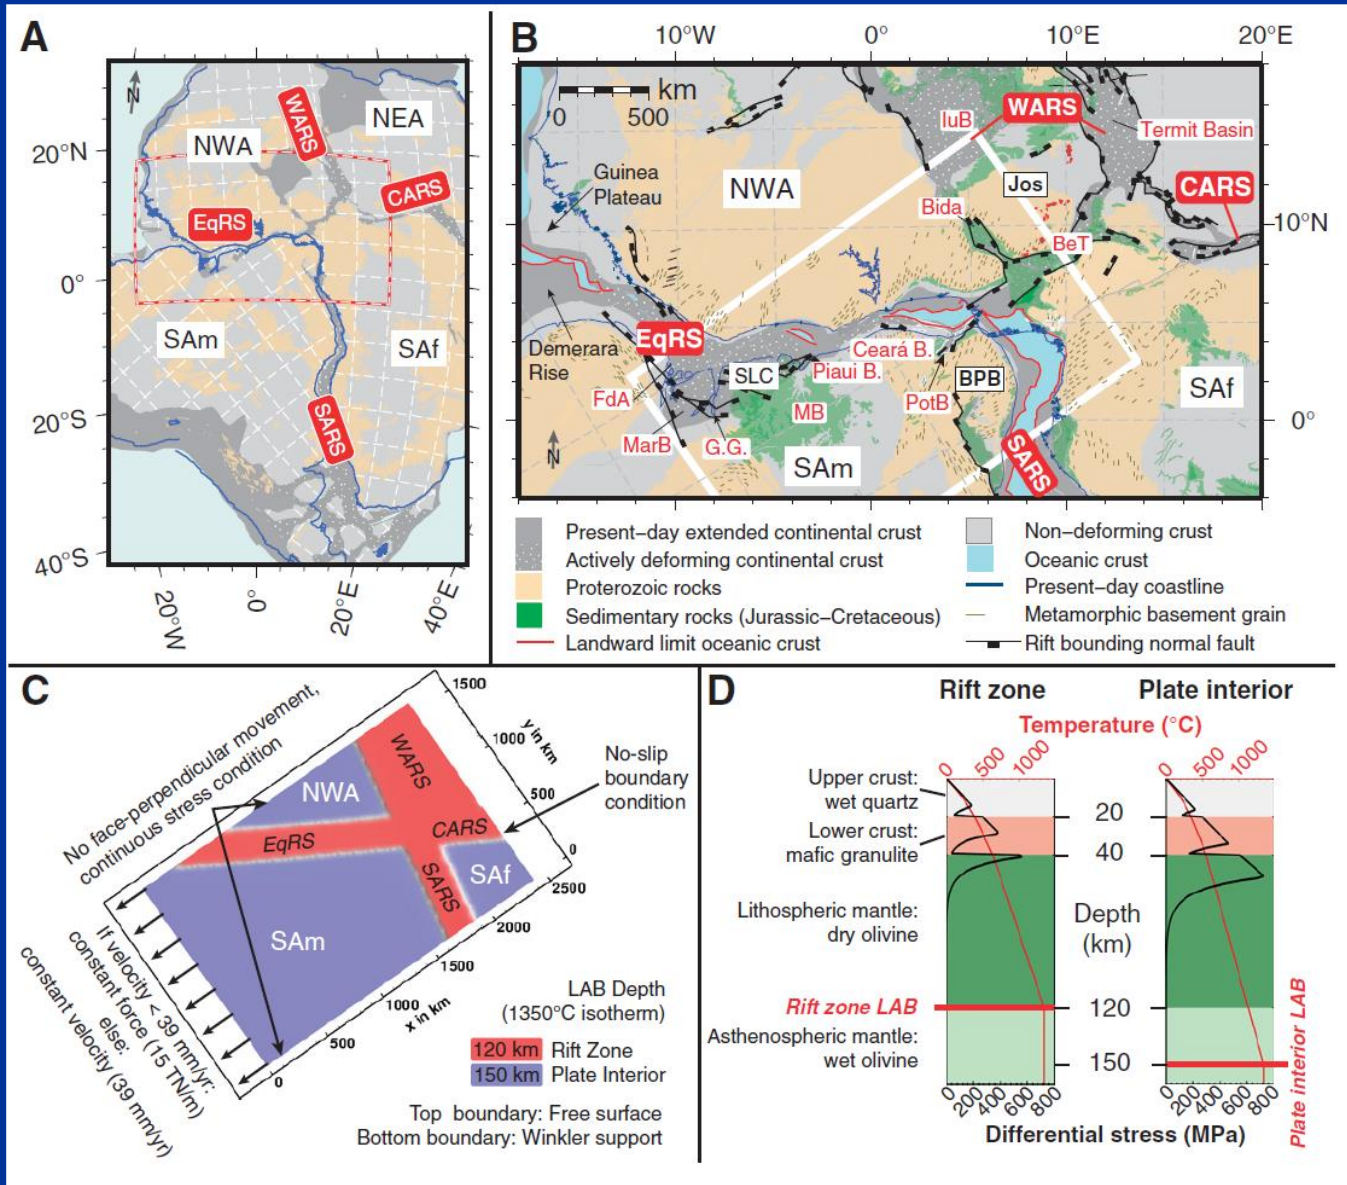 A
N
NWA
WARS
NEA
CARS
EqRS
SAm
SAf
SARS
20°N
0°
20°S
40°S
20°W
0°
20°E
40°E
B
10°W
0°
10°E
20°E
km
0
500
IuB
WARS
Termit Basin
Guinea
Plateau
NWA
Jos
CARS
Bida
BeT
10°N
EqRS
Demerara
Rise
Ceará B.
SLC
Piaui B.
BPB
SAf
FdA
PotB
MB
0°
MarB
G.G.
SAm
SARS
N
Present-day extended continental crust
Actively deforming continental crust
Proterozoic rocks
Sedimentary rocks (Jurassic-Cretaceous)
Landward limit oceanic crust
Non-deforming crust
Oceanic crust
Present-day coastline
Metamorphic basement grain
Rift bounding normal fault
C
No face-perpendicular movement,
continuous stress condition
1500
1000
y in km
500
0
No-slip
boundary
condition
NWA
WARS
EqRS
CARS
SARS
SAf
SAm
2500
2000
1500
1000
x in km
500
0
If velocity < 39 mm/yr:
constant force (15 TN/m)
else:
constant velocity (39 mm/yr)
LAB Depth
(1350°C isotherm)
120 km Rift Zone
150 km Plate Interior
Top boundary: Free surface
Bottom boundary: Winkler support
D
Rift zone
Plate interior
Temperature (°C)
0 500 1000
0 500 1000
Upper crust:
wet quartz
20
Lower crust:
mafic granulite
40
Lithospheric mantle:
dry olivine
Depth
(km)
Rift zone LAB
120
Asthenospheric mantle:
wet olivine
150
Plate interior LAB
0 200 400 600 800
0 200 400 600 800
Differential stress (MPa)